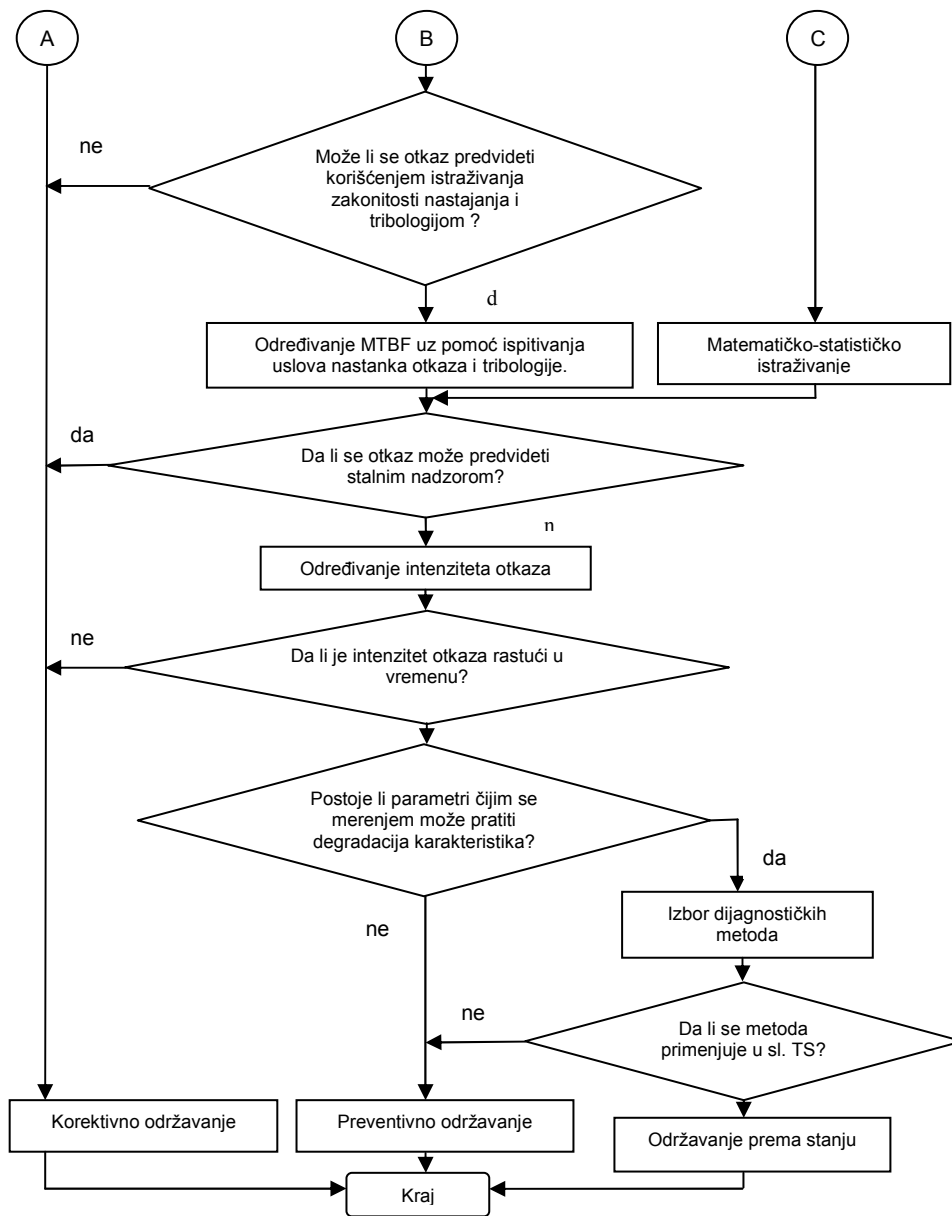 A
B
C
ne
Može li se otkaz predvideti
korišćenjem istraživanja
zakonitosti nastajanja i
tribologijom ?
d
Određivanje MTBF uz pomoć ispitivanja
uslova nastanka otkaza i tribologije.
Matematičko-statističko
istraživanje
da
Da li se otkaz može predvideti
stalnim nadzorom?
n
Određivanje intenziteta otkaza
ne
Da li je intenzitet otkaza rastući u
vremenu?
Postoje li parametri čijim se
merenjem može pratiti
degradacija karakteristika?
da
ne
Izbor dijagnostičkih
metoda
ne
Da li se metoda
primenjuje u sl. TS?
Korektivno održavanje
Preventivno održavanje
Održavanje prema stanju
Kraj